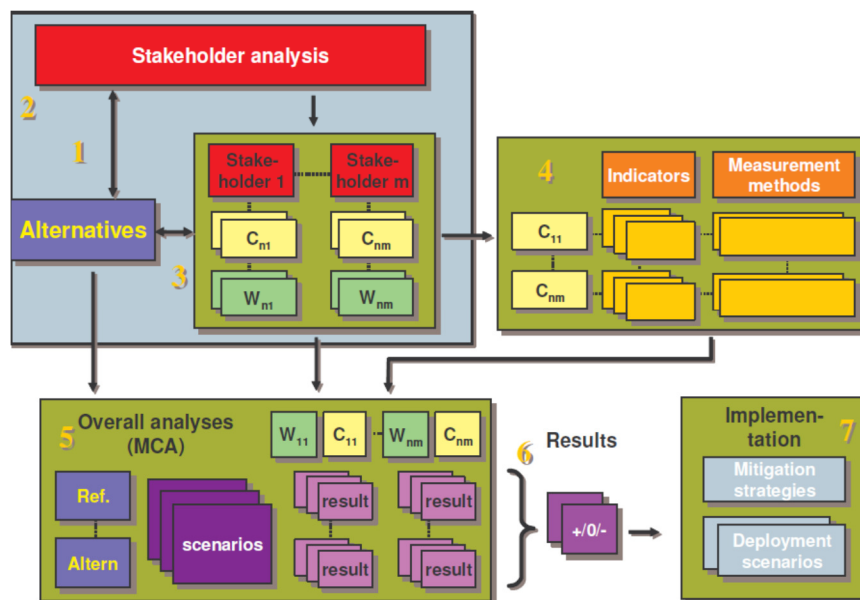 Stakeholder analysis
2
1
Alternatives
3
Stake-
holder 1
Stake-
holder m
Cn1
Cnm
Wn1
Wnm
4
Indicators
Measurement
methods
C11
Cnm
5
Overall analyses
(MCA)
W11
C11
Wnm
Cnm
Ref.
Altern
scenarios
result
result
result
result
6
Results
+/0/-
Implemen-
tation
7
Mitigation
strategies
Deployment
scenarios